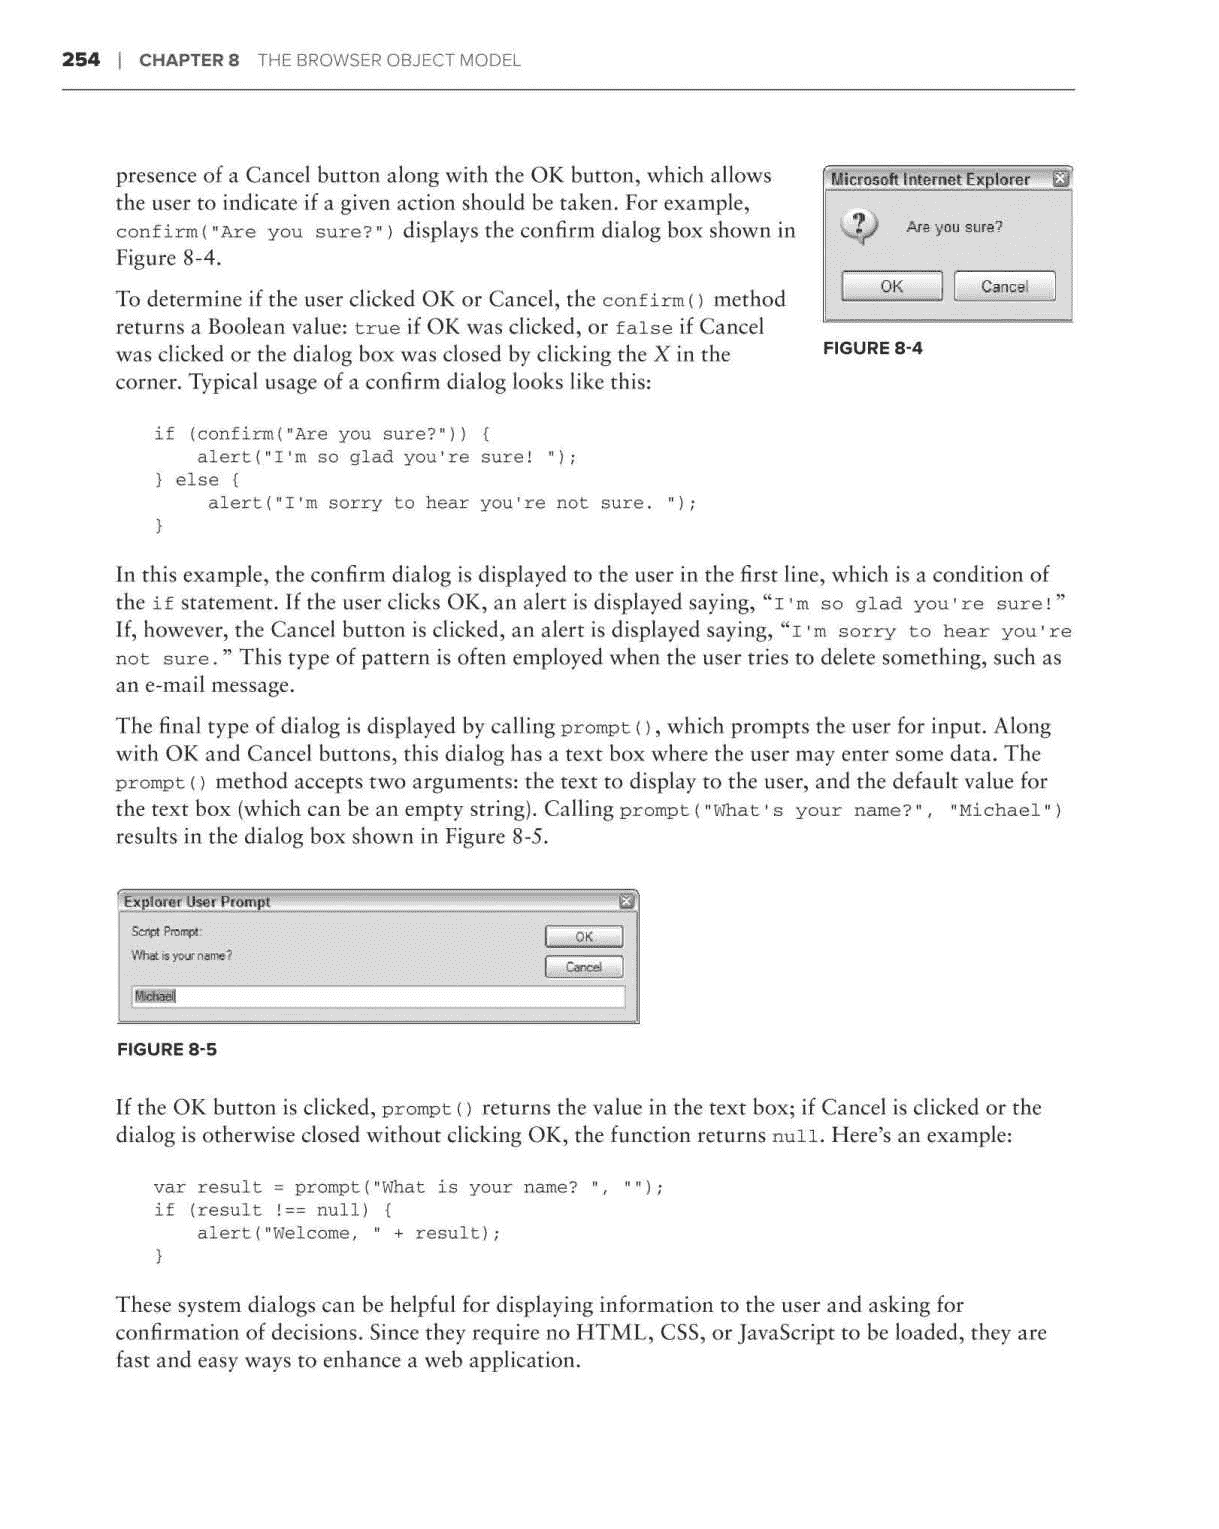 254 | CHAPTER 8 THE BROWSER OBJECT MODEL
presence of a Cancel button along with the OK button, which allows
the user to indicate if a given action should be taken. For example,
confirm("Are you sure?") displays the confirm dialog box shown in
Figure 8-4.
To determine if the user clicked OK or Cancel, the confirm() method
returns a Boolean value: true if OK was clicked, or false if Cancel
was clicked or the dialog box was closed by clicking the X in the
corner. Typical usage of a confirm dialog looks like this:
Microsoft Internet Explorer
Are you sure?
OK Cancel
FIGURE 8-4
if (confirm("Are you sure?")) {
alert("I'm so glad you're sure! ");
} else {
alert("I'm sorry to hear you're not sure. ");
}
In this example, the confirm dialog is displayed to the user in the first line, which is a condition of
the if statement. If the user clicks OK, an alert is displayed saying, “I'm so glad you're sure!”
If, however, the Cancel button is clicked, an alert is displayed saying, “I'm sorry to hear you're
not sure.” This type of pattern is often employed when the user tries to delete something, such as
an e-mail message.
The final type of dialog is displayed by calling prompt(), which prompts the user for input. Along
with OK and Cancel buttons, this dialog has a text box where the user may enter some data. The
prompt() method accepts two arguments: the text to display to the user, and the default value for
the text box (which can be an empty string). Calling prompt("What's your name?", "Michael")
results in the dialog box shown in Figure 8-5.
Explorer User Prompt
Script Prompt:
OK
What is your name?
Cancel
Michael
FIGURE 8-5
If the OK button is clicked, prompt() returns the value in the text box; if Cancel is clicked or the
dialog is otherwise closed without clicking OK, the function returns null. Here’s an example:
var result = prompt("What is your name? ", "");
if (result !== null) {
alert("Welcome, " + result);
}
These system dialogs can be helpful for displaying information to the user and asking for
confirmation of decisions. Since they require no HTML, CSS, or JavaScript to be loaded, they are
fast and easy ways to enhance a web application.